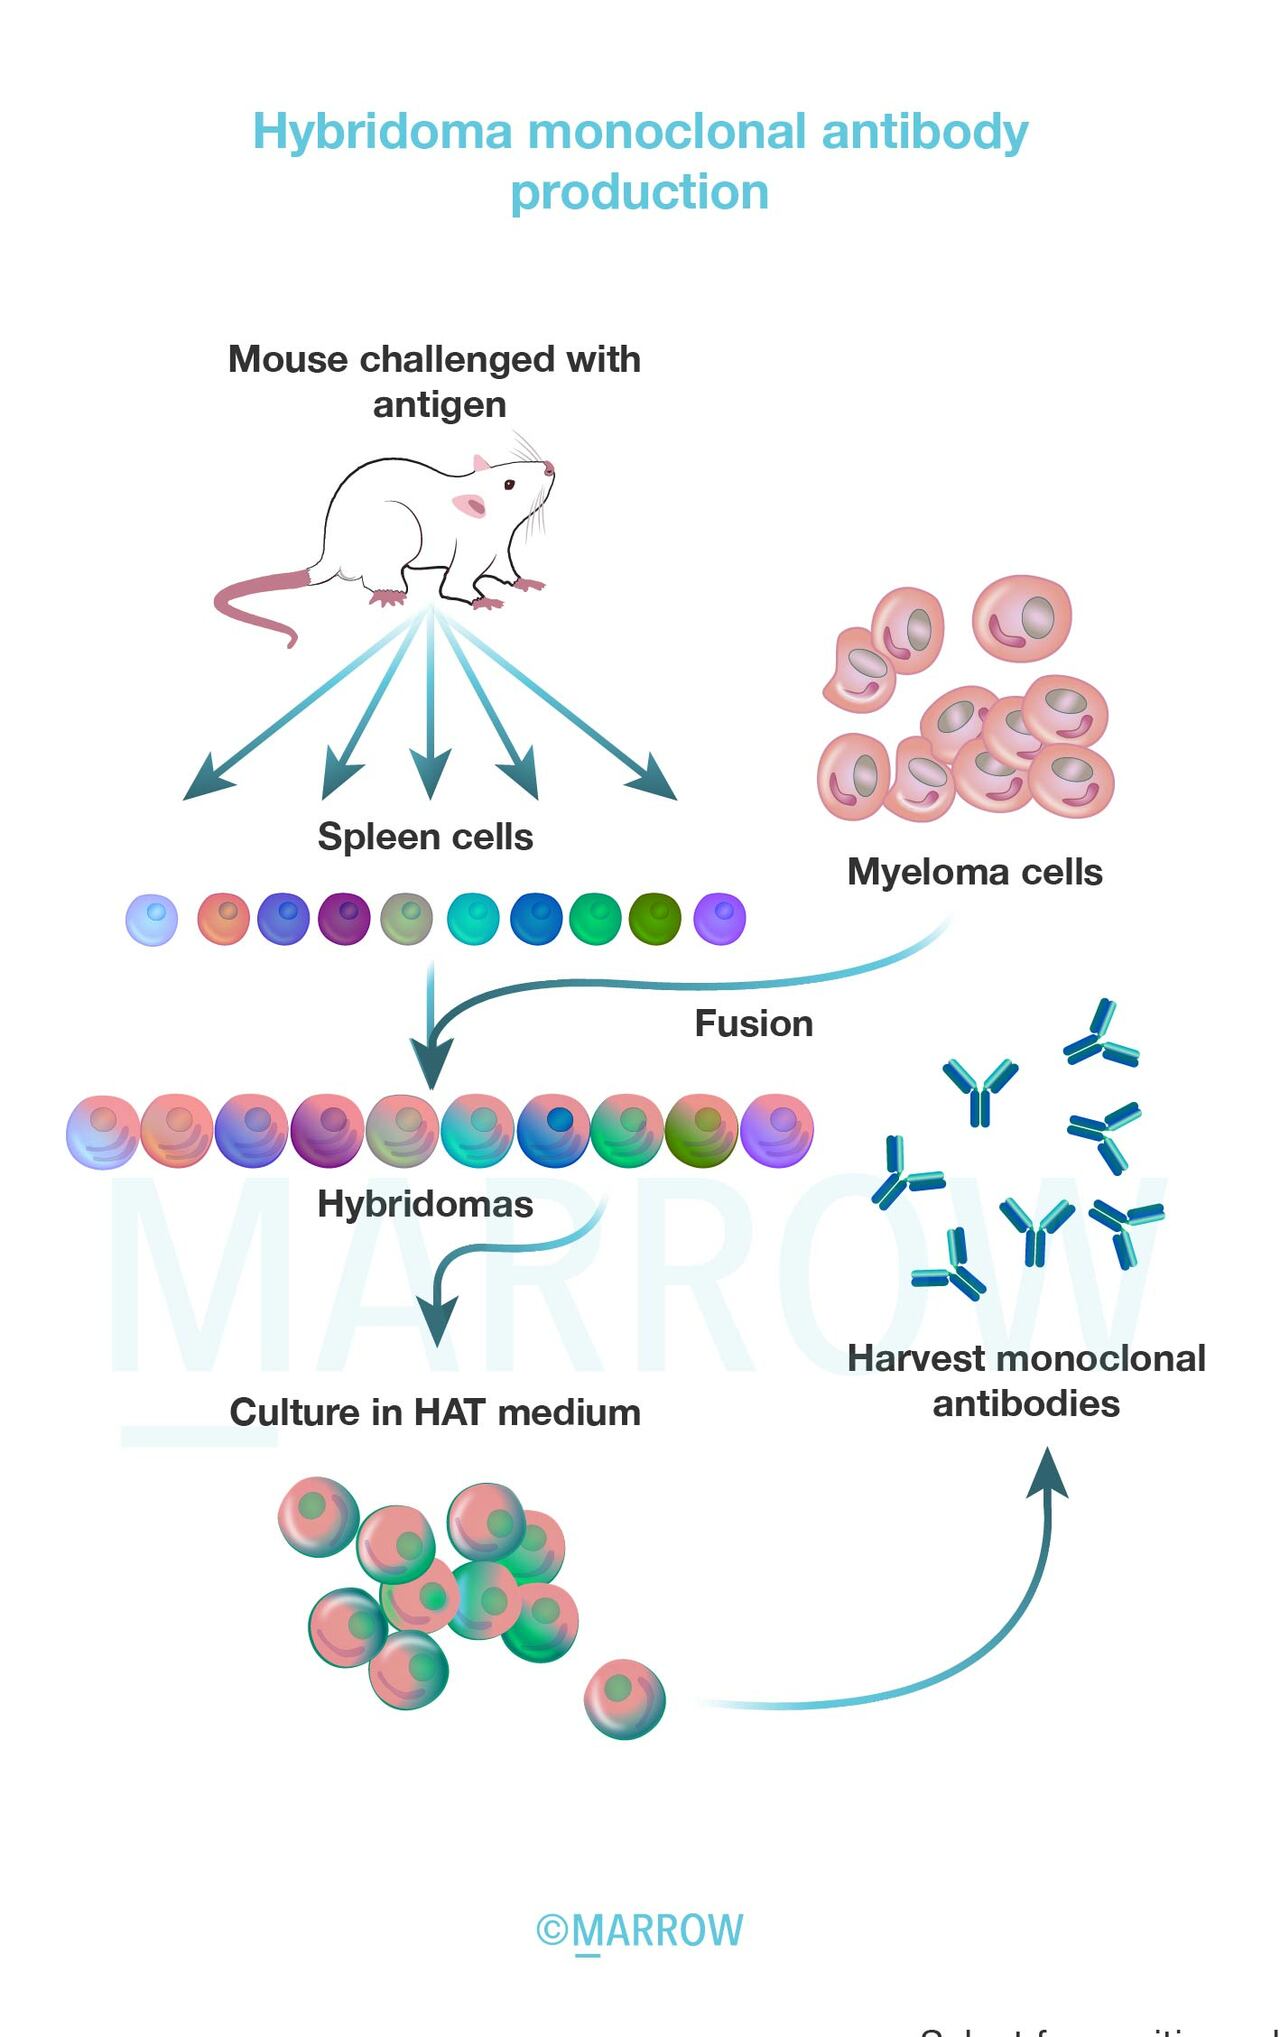 Hybridoma monoclonal antibody
production
Mouse challenged with
antigen
Spleen cells
Myeloma cells
Fusion
Hybridomas
MARROW
Culture in HAT medium
Harvest monoclonal
antibodies
©MARROW